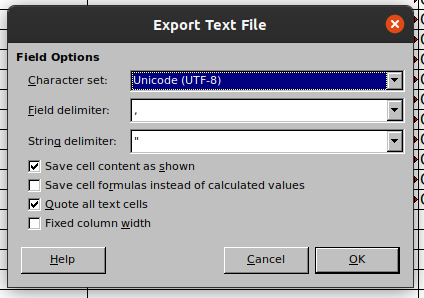 Export Text File
Field Options
Character set: Unicode (UTF-8)
Field delimiter: ,
String delimiter: "
Save cell content as shown
Save cell formulas instead of calculated values
Quote all text cells
Fixed column width
Help Cancel OK